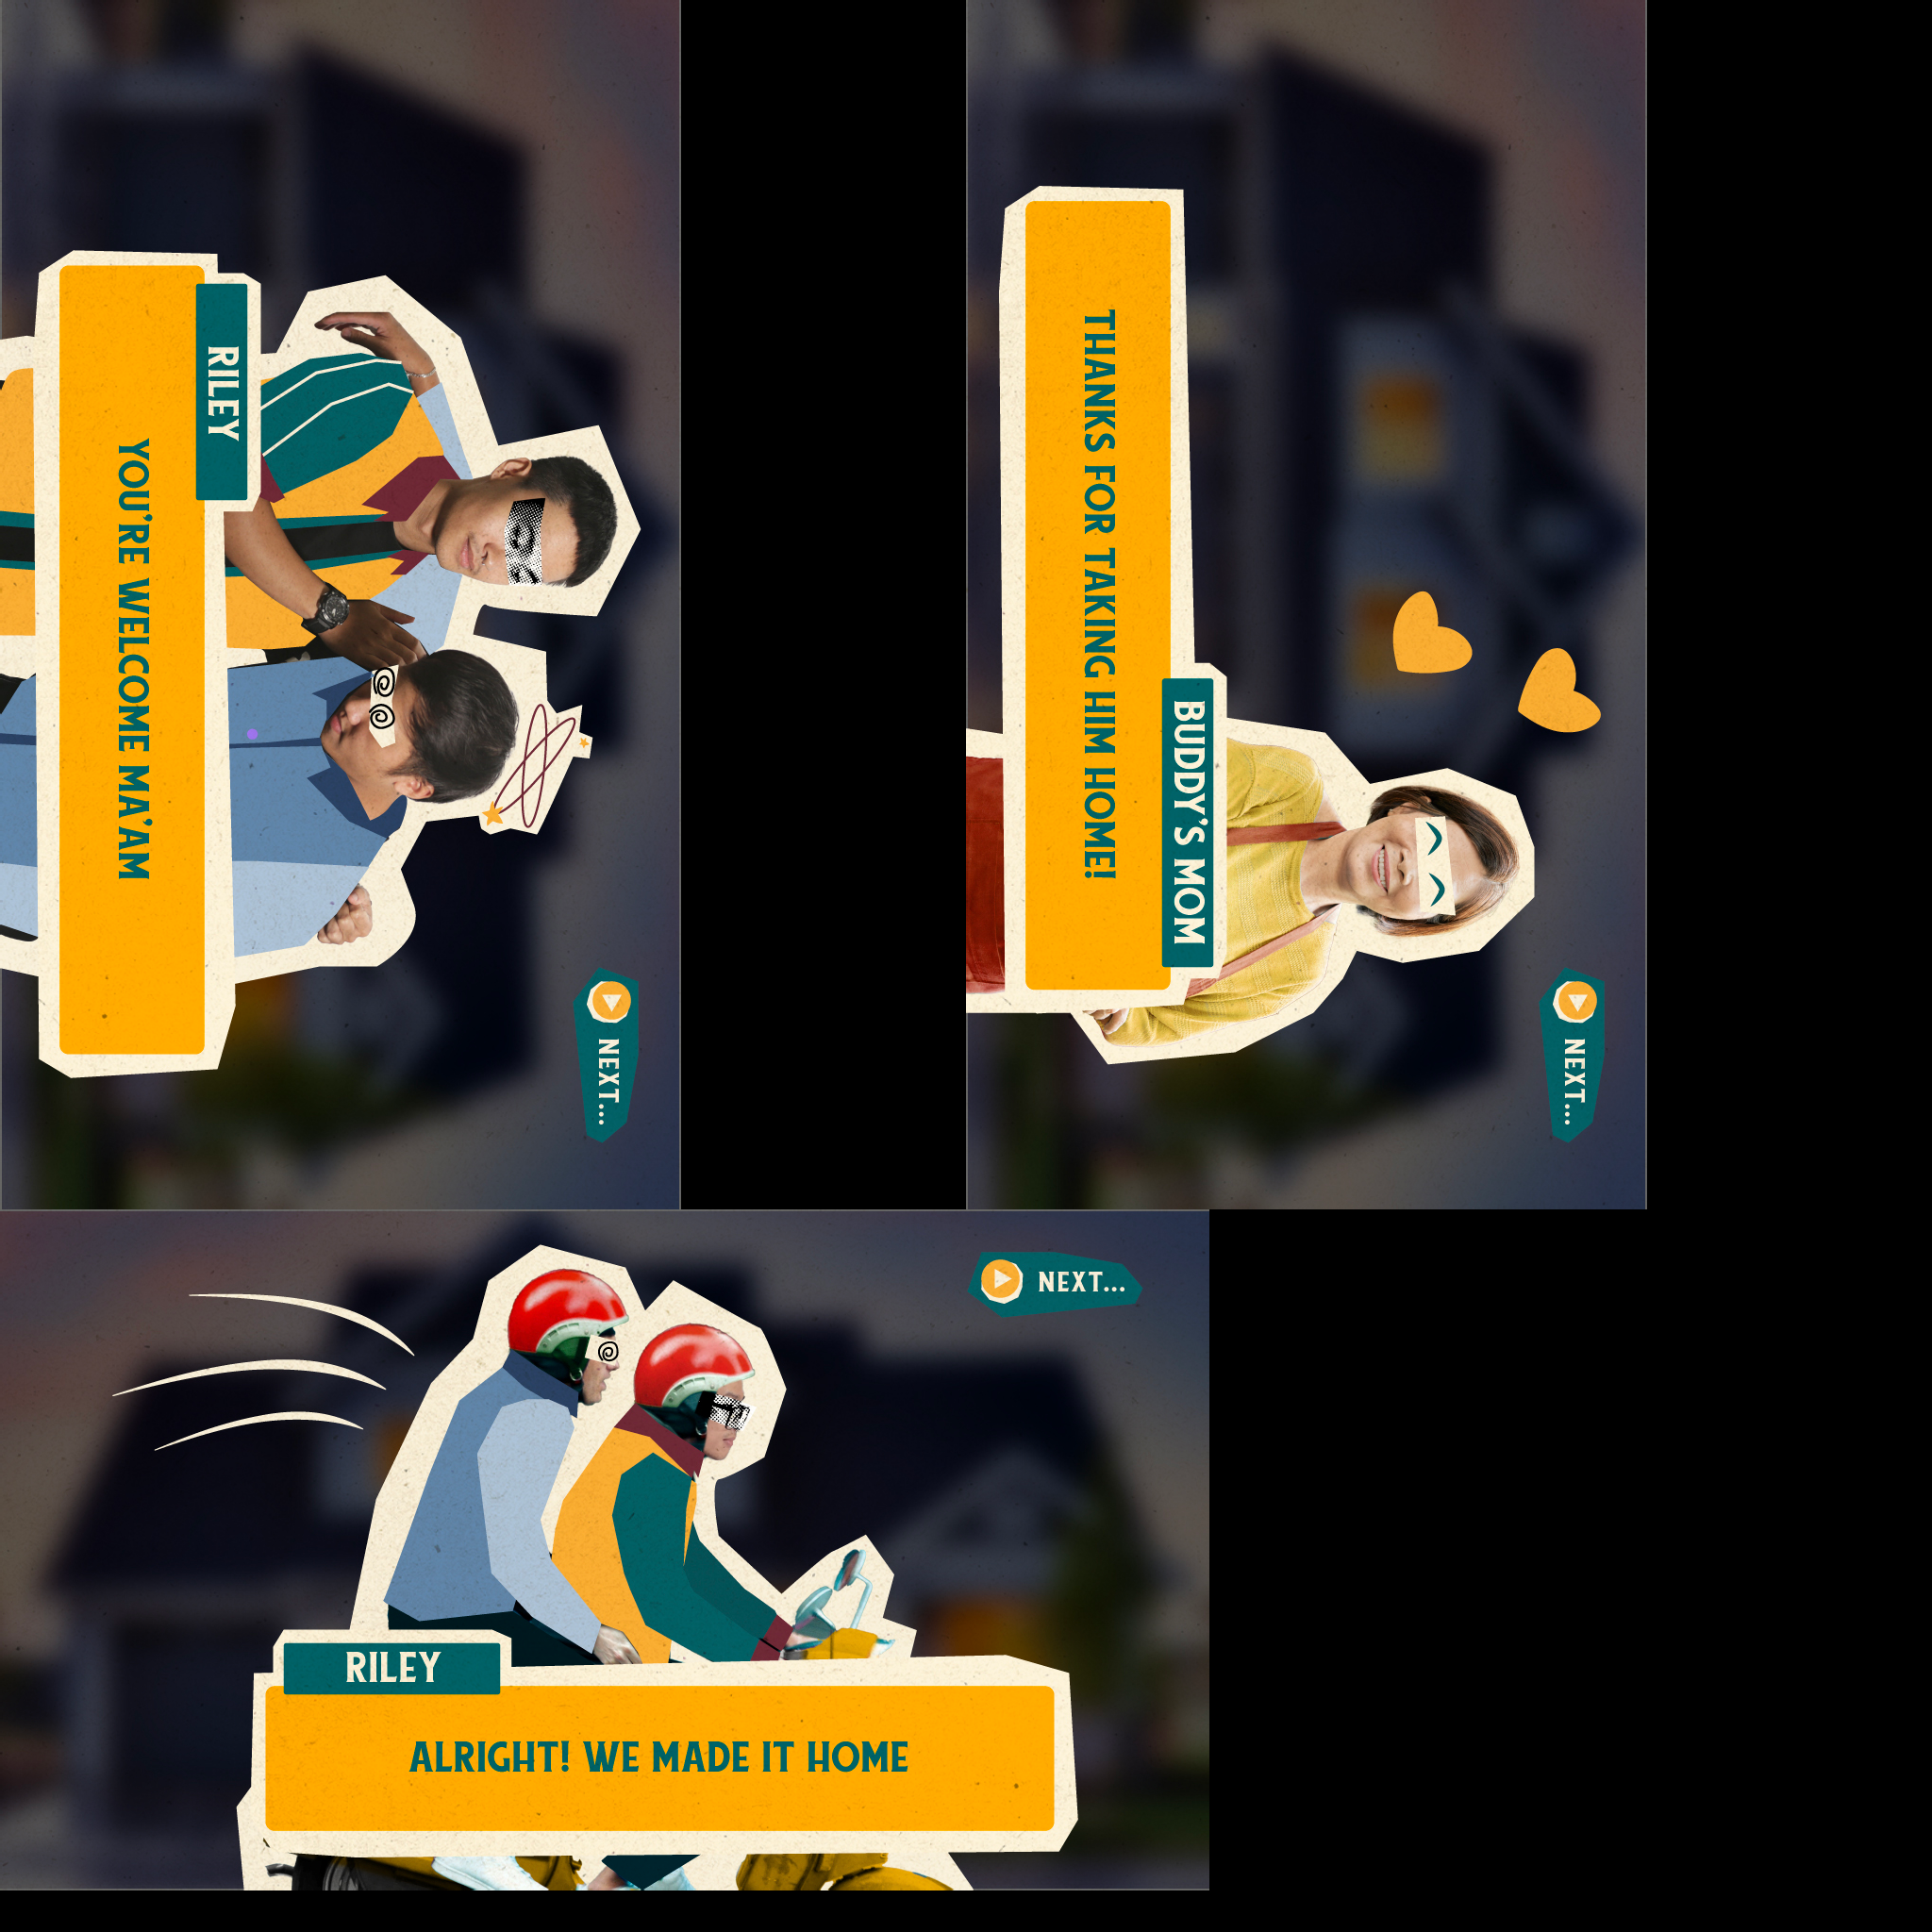 RILEY
YOU'RE WELCOME MA'AM
NEXT...
BUDDY'S MOM
THANKS FOR TAKING HIM HOME!
NEXT...
NEXT...
RILEY
ALRIGHT! WE MADE IT HOME